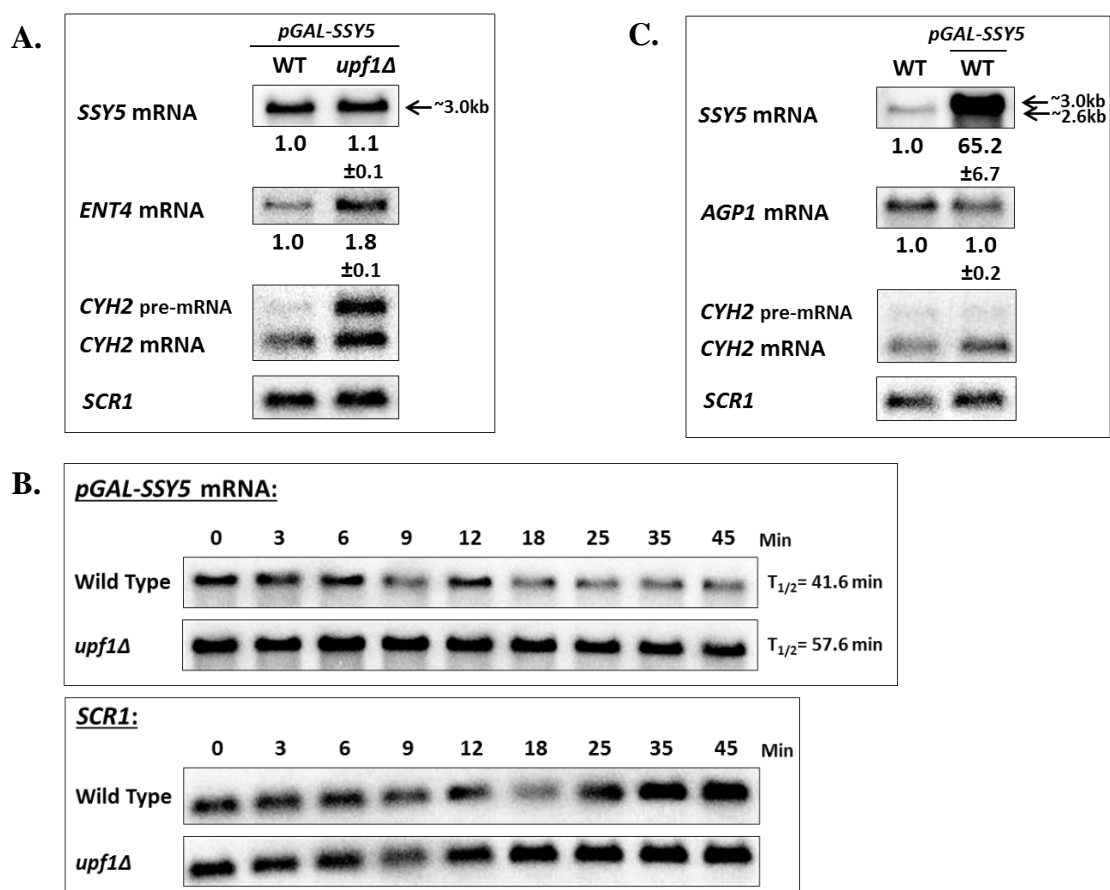 A.
pGAL-SSY5
WT upf1Δ
SSY5 mRNA ~3.0kb
1.0 1.1
±0.1
ENT4 mRNA
1.0 1.8
±0.1
CYH2 pre-mRNA
CYH2 mRNA
SCR1
C.
pGAL-SSY5
WT WT
SSY5 mRNA ~3.0kb
~2.6kb
1.0 65.2
±6.7
AGP1 mRNA
1.0 1.0
±0.2
CYH2 pre-mRNA
CYH2 mRNA
SCR1
B.
pGAL-SSY5 mRNA:
0 3 6 9 12 18 25 35 45 Min
Wild Type T1/2= 41.6 min
upf1Δ T1/2= 57.6 min
SCR1:
0 3 6 9 12 18 25 35 45 Min
Wild Type
upf1Δ